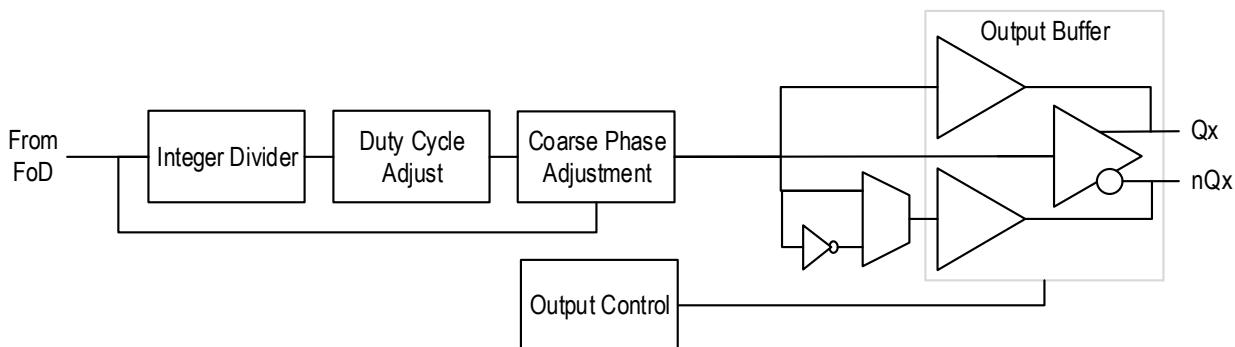 Output Buffer
From
FoD
Integer Divider
Duty Cycle
Adjust
Coarse Phase
Adjustment
Qx
nQx
Output Control